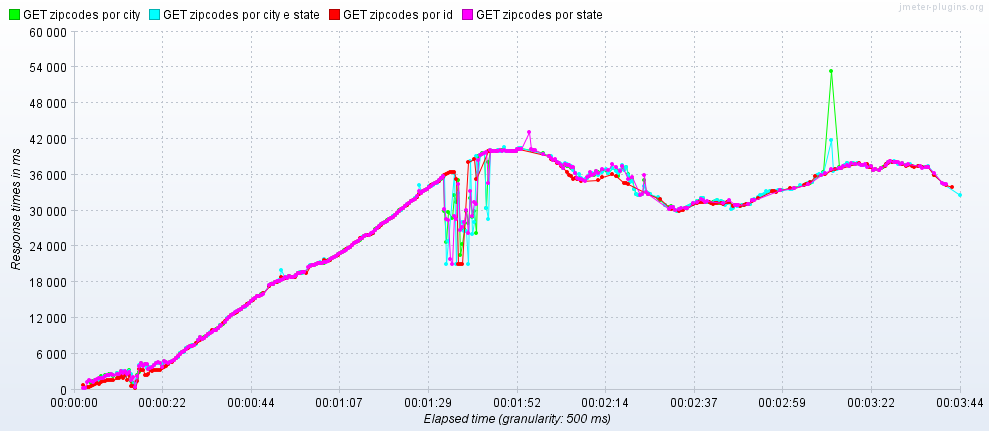 jmeter-plugins.org
GET zipcodes por city GET zipcodes por city e state GET zipcodes por id GET zipcodes por state
60 000
54 000
48 000
42 000
36 000
30 000
24 000
18 000
12 000
6 000
0
Response times in ms
00:00:00 00:00:22 00:00:44 00:01:07 00:01:29 00:01:52 00:02:14 00:02:37 00:02:59 00:03:22 00:03:44
Elapsed time (granularity: 500 ms)